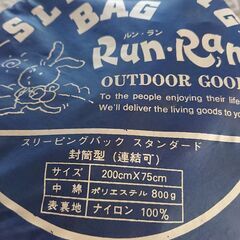 BAG
Run・Ran
ルン・ラン
OUTDOOR GOOD
To the people enjoying their life
We'll deliver the living goods to yo
スリーピングバック スタンダード
封筒型(連結可)
サイズ 200cm×75cm
中綿 ポリエステル 800g
表裏地 ナイロン 100%